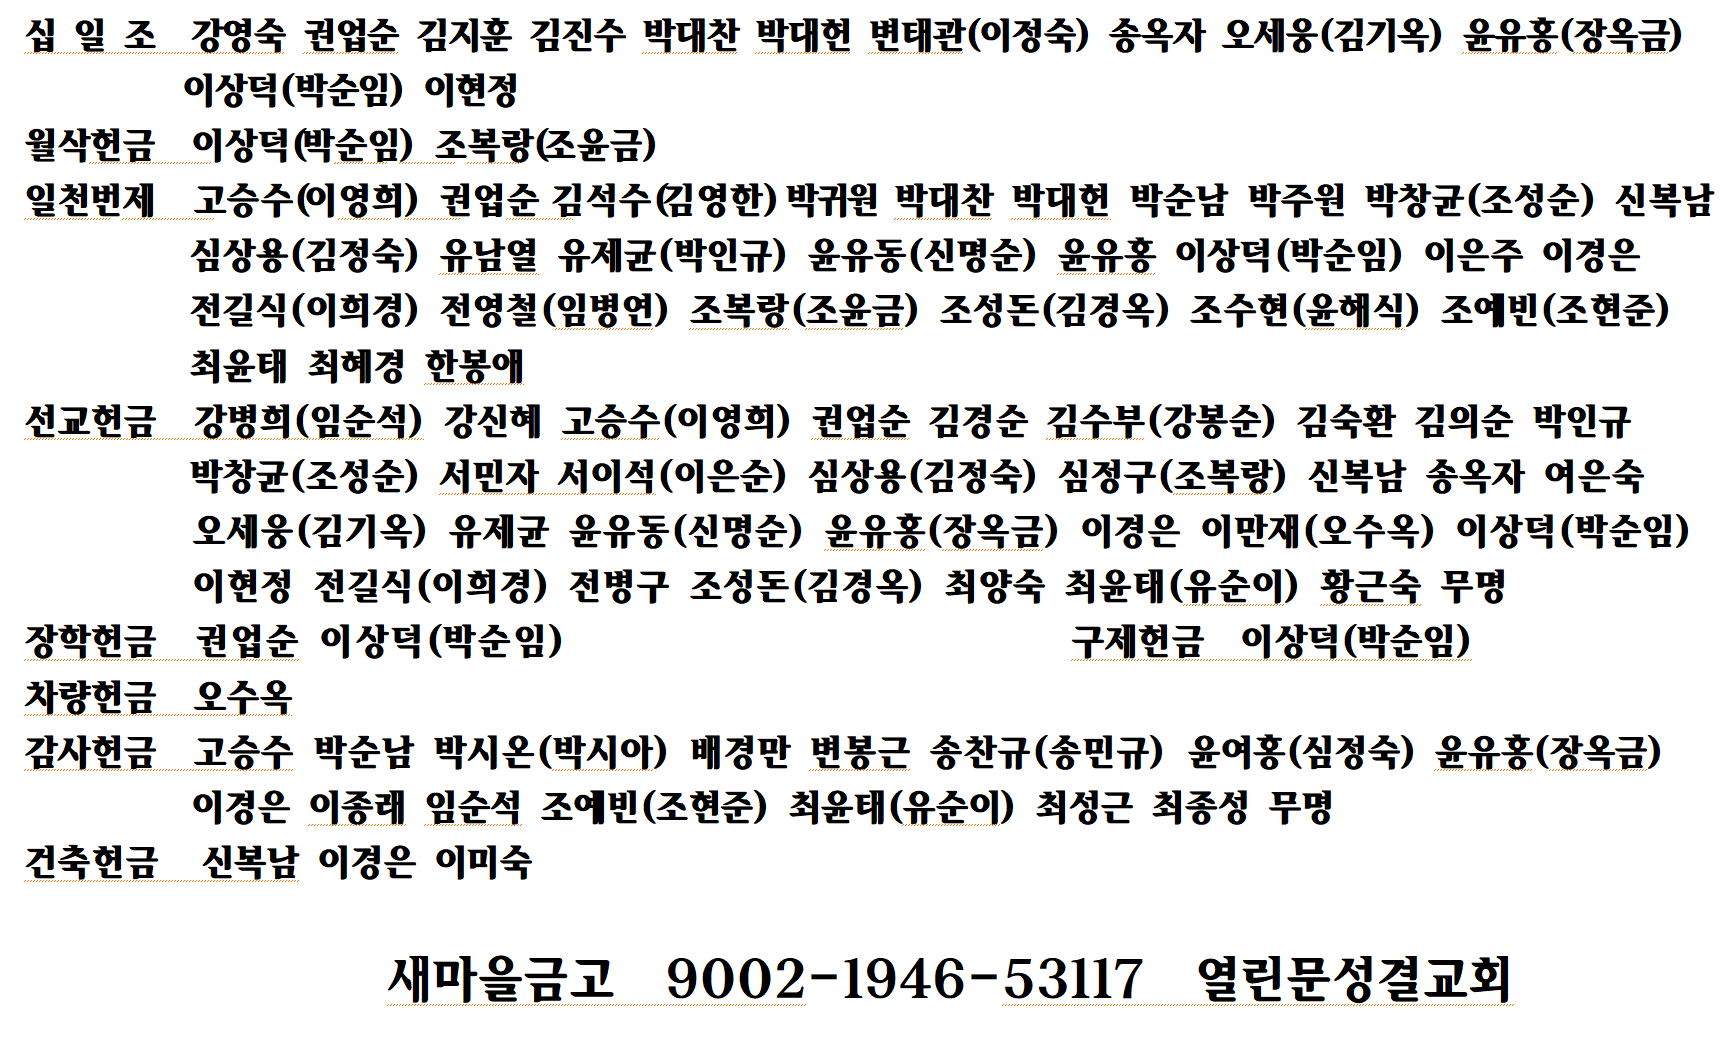 십 일 조 강영숙 권업순 김지훈 김진수 박대찬 박대헌 변태관(이정숙) 송옥자 오세웅(김기옥) 윤유홍(장옥금)
이상덕(박순임) 이현정
월삭헌금 이상덕(박순임) 조복랑(조윤금)
일천번제 고승수(이영희) 권업순 김석수(김영한) 박귀원 박대찬 박대헌 박순남 박주원 박창균(조성순) 신복남
심상용(김정숙) 유남열 유제균(박인규) 윤유동(신명순) 윤유홍 이상덕(박순임) 이은주 이경은
전길식(이희경) 전영철(임병연) 조복랑(조윤금) 조성돈(김경옥) 조수현(윤해식) 조예빈(조현준)
최윤태 최혜경 한봉애
선교헌금 강병희(임순석) 강신혜 고승수(이영희) 권업순 김경순 김수부(강봉순) 김숙환 김의순 박인규
박창균(조성순) 서민자 서이석(이은순) 심상용(김정숙) 심정구(조복랑) 신복남 송옥자 여은숙
오세웅(김기옥) 유제균 윤유동(신명순) 윤유홍(장옥금) 이경은 이만재(오수옥) 이상덕(박순임)
이현정 전길식(이희경) 전병구 조성돈(김경옥) 최양숙 최윤태(유순이) 황근숙 무명
장학헌금 권업순 이상덕(박순임) 구제헌금 이상덕(박순임)
차량헌금 오수옥
감사헌금 고승수 박순남 박시온(박시아) 배경만 변봉근 송찬규(송민규) 윤여홍(심정숙) 윤유홍(장옥금)
이경은 이종래 임순석 조예빈(조현준) 최윤태(유순이) 최성근 최종성 무명
건축헌금 신복남 이경은 이미숙
새마을금고 9002-1946-53117 열린문성결교회